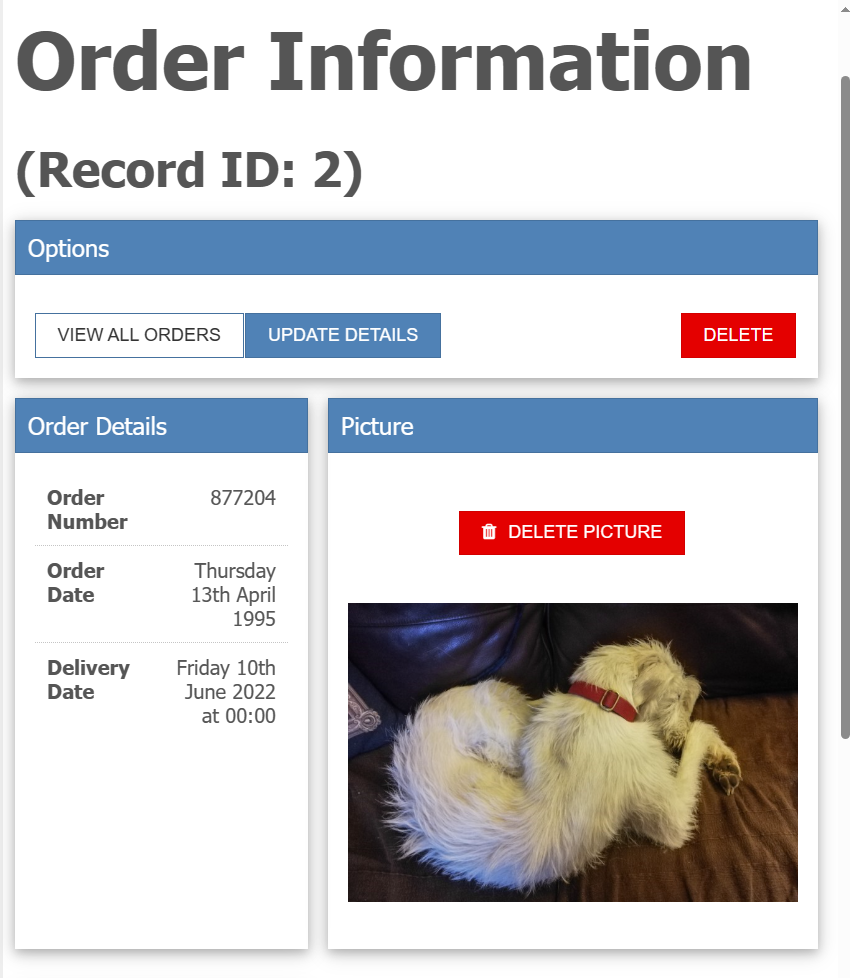 Order Information
(Record ID: 2)
Options
VIEW ALL ORDERS
UPDATE DETAILS
DELETE
Order Details
Order
Number
877204
Order
Date
Thursday
13th April
1995
Delivery
Date
Friday 10th
June 2022
at 00:00
Picture
DELETE PICTURE